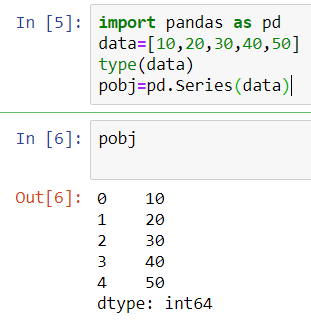 In [5]: import pandas as pd
data=[10,20,30,40,50]
type(data)
pobj=pd.Series(data)
In [6]: pobj
Out[6]: 0    10
1    20
2    30
3    40
4    50
dtype: int64